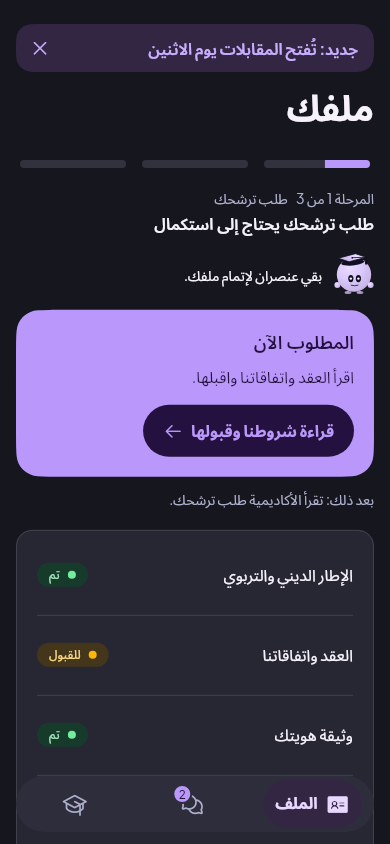 جديد: تُفتح المقابلات يوم الاثنين
ملفك
المرحلة 1 من 3 طلب ترشحك
طلب ترشحك يحتاج إلى استكمال
بقي عنصران لإتمام ملفك.
المطلوب الآن
اقرأ العقد واتفاقاتنا واقبلها.
قراءة شروطنا وقبولها
بعد ذلك: تقرأ الأكاديمية طلب ترشحك.
الإطار الديني والتربوي
تم
العقد واتفاقاتنا
للقبول
وثيقة هويتك
تم
الملف
2